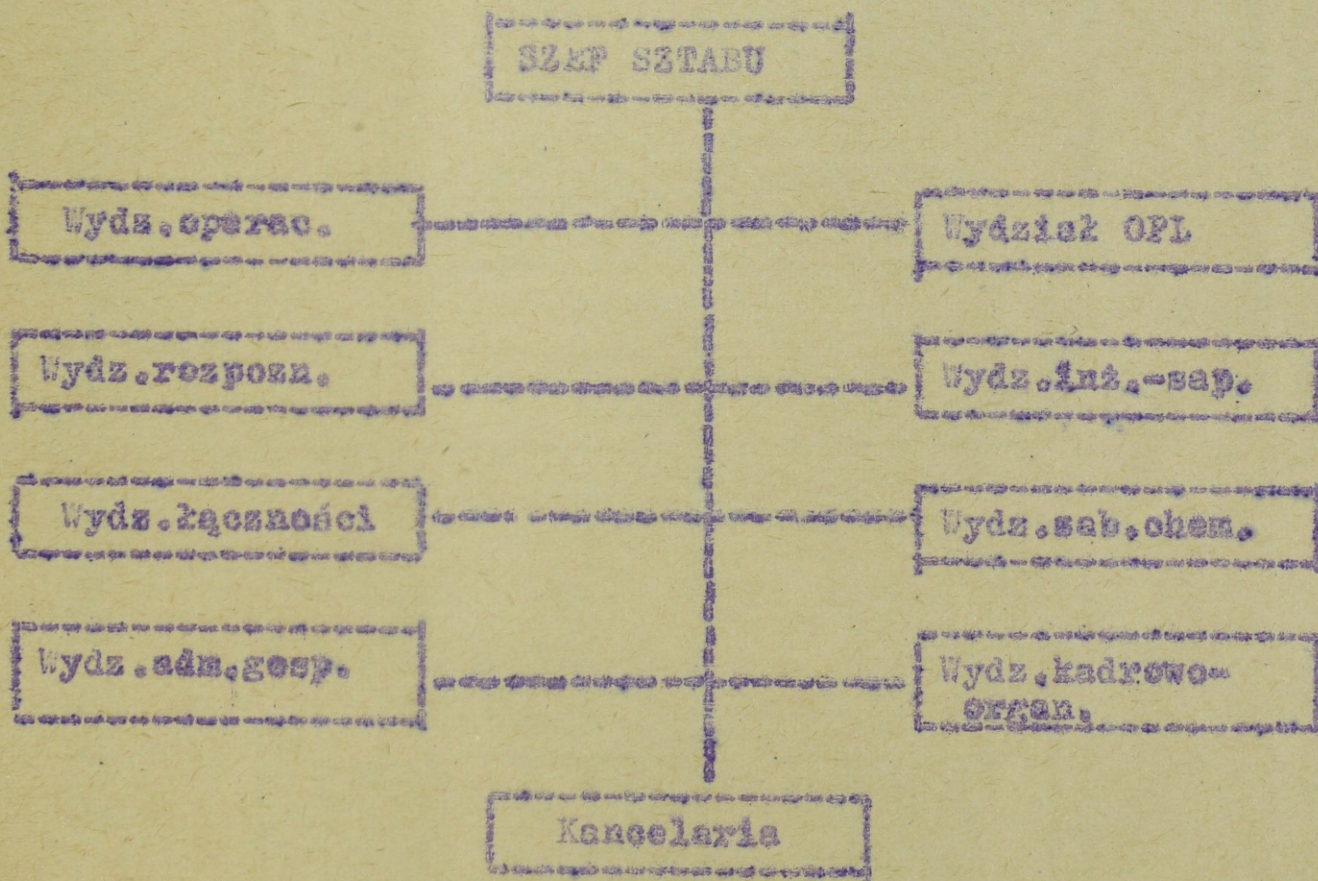 SZEF SZTABU
Wydz.operac.
Wydział OPL
Wydz.rozpozn.
Wydz.inż.-sap.
Wydz.łączności
Wydz.zab.chem.
Wydz.adm.gosp.
Wydz.kadrowo-
organ.
Kancelaria